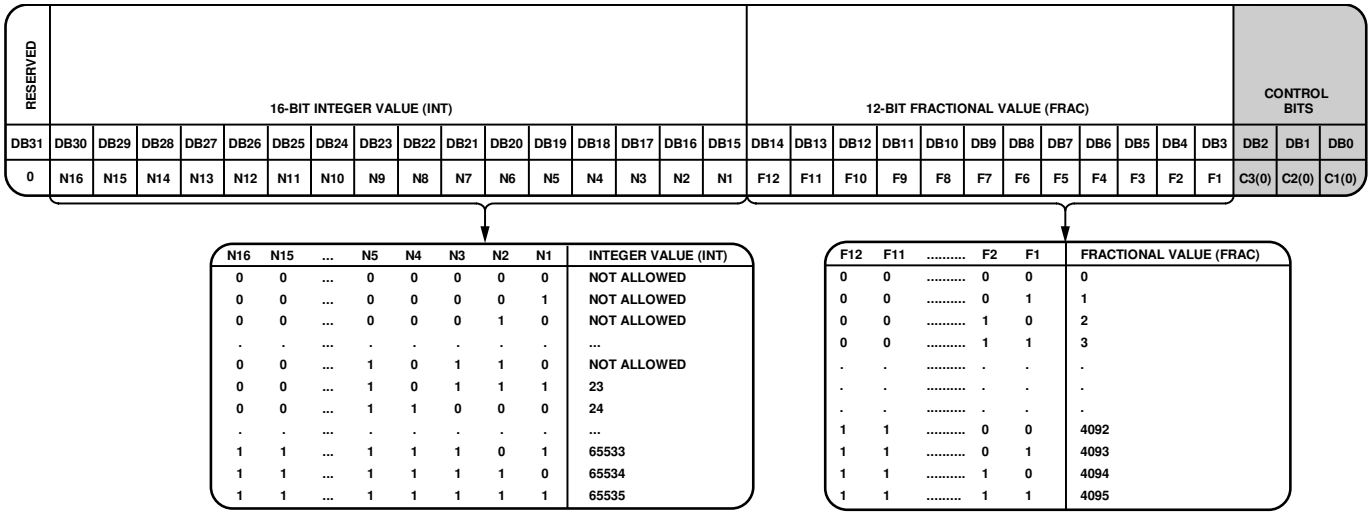 RESERVED
16-BIT INTEGER VALUE (INT) 12-BIT FRACTIONAL VALUE (FRAC) CONTROL
BITS
DB31 DB30 DB29 DB28 DB27 DB26 DB25 DB24 DB23 DB22 DB21 DB20 DB19 DB18 DB17 DB16 DB15 DB14 DB13 DB12 DB11 DB10 DB9 DB8 DB7 DB6 DB5 DB4 DB3 DB2 DB1 DB0
0 N16 N15 N14 N13 N12 N11 N10 N9 N8 N7 N6 N5 N4 N3 N2 N1 F12 F11 F10 F9 F8 F7 F6 F5 F4 F3 F2 F1 C3(0) C2(0) C1(0)
N16 N15 ... N5 N4 N3 N2 N1 INTEGER VALUE (INT)
0 0 ... 0 0 0 0 0 NOT ALLOWED
0 0 ... 0 0 0 0 1 NOT ALLOWED
0 0 ... 0 0 0 1 0 NOT ALLOWED
. . ... . . . . . ...
0 0 ... 1 0 1 1 0 NOT ALLOWED
0 0 ... 1 0 1 1 1 23
0 0 ... 1 1 0 0 0 24
. . ... . . . . . ...
1 1 ... 1 1 1 0 1 65533
1 1 ... 1 1 1 1 0 65534
1 1 ... 1 1 1 1 1 65535
F12 F11 .......... F2 F1 FRACTIONAL VALUE (FRAC)
0 0 .......... 0 0 0
0 0 .......... 0 1 1
0 0 .......... 1 0 2
0 0 .......... 1 1 3
. . .......... . . .
. . .......... . . .
. . .......... . . .
1 1 .......... 0 0 4092
1 1 .......... 0 1 4093
1 1 .......... 1 0 4094
1 1 ......... 1 1 4095